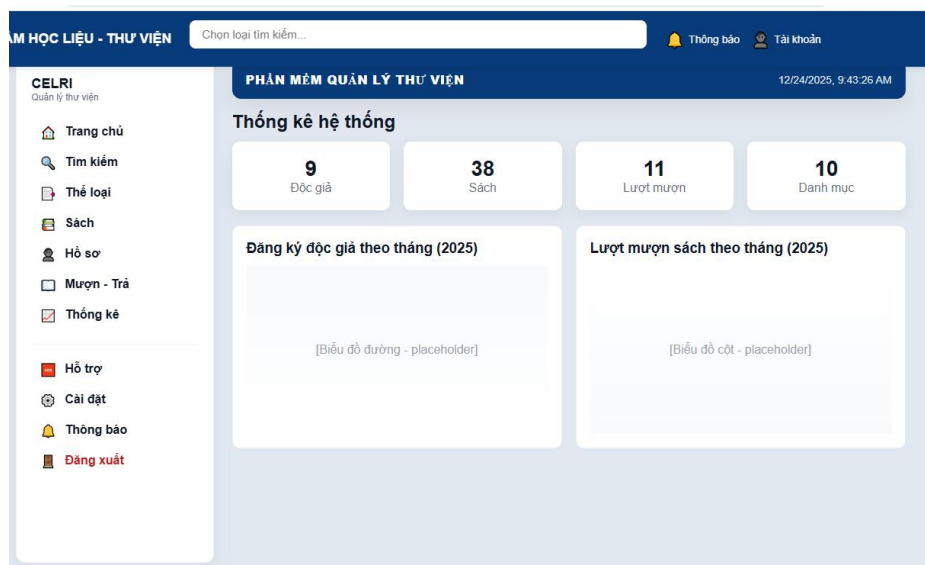 M HỌC LIỆU - THƯ VIỆN
Chọn loại tìm kiếm...
🔔 Thông báo
Tài khoản
CELRI
Quản lý thư viện
PHẦN MỀM QUẢN LÝ THƯ VIỆN
12/24/2025, 9:43:26 AM
Trang chủ
Tìm kiếm
Thể loại
Sách
Hồ sơ
Mượn - Trả
Thống kê
Hỗ trợ
Cài đặt
Thông báo
Đăng xuất
Thống kê hệ thống
9
Độc giả
38
Sách
11
Lượt mượn
10
Danh mục
Đăng ký độc giả theo tháng (2025)
[Biểu đồ đường - placeholder]
Lượt mượn sách theo tháng (2025)
[Biểu đồ cột - placeholder]